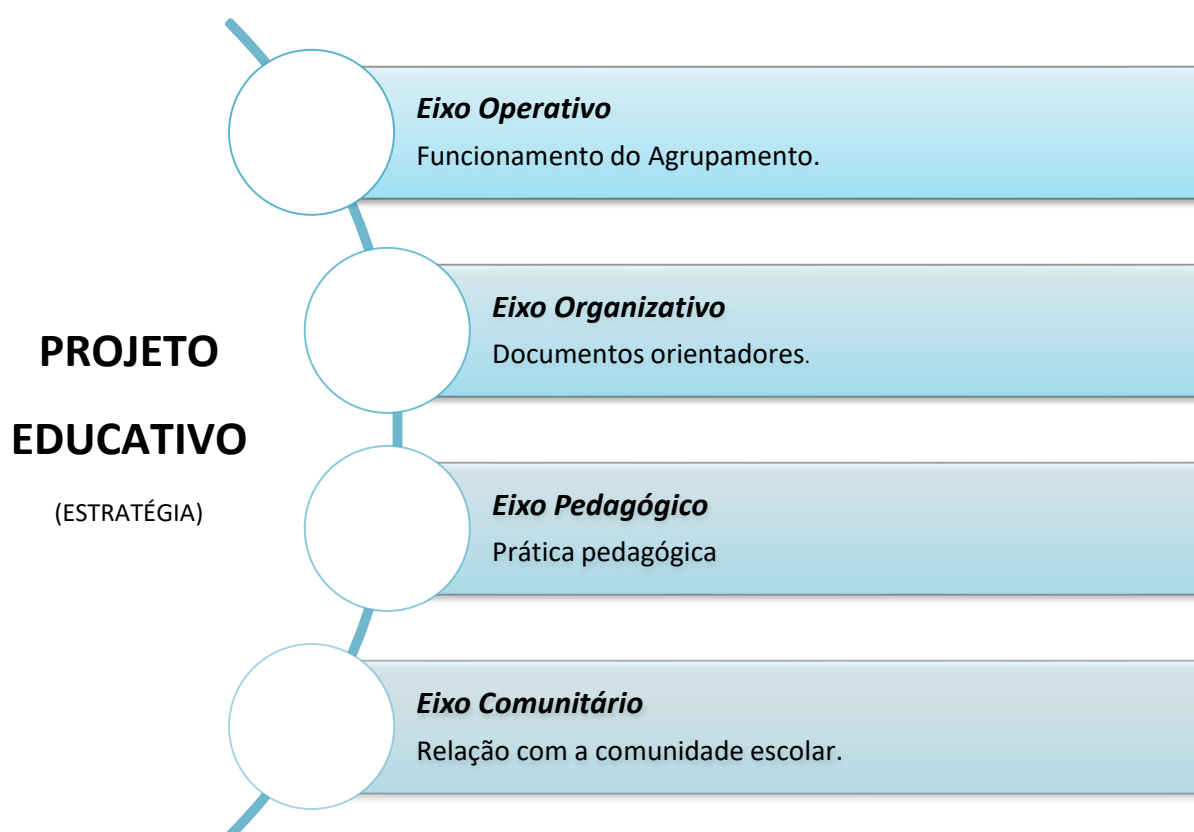 PROJETO
EDUCATIVO
(ESTRATÉGIA)
Eixo Operativo
Funcionamento do Agrupamento.
Eixo Organizativo
Documentos orientadores.
Eixo Pedagógico
Prática pedagógica
Eixo Comunitário
Relação com a comunidade escolar.